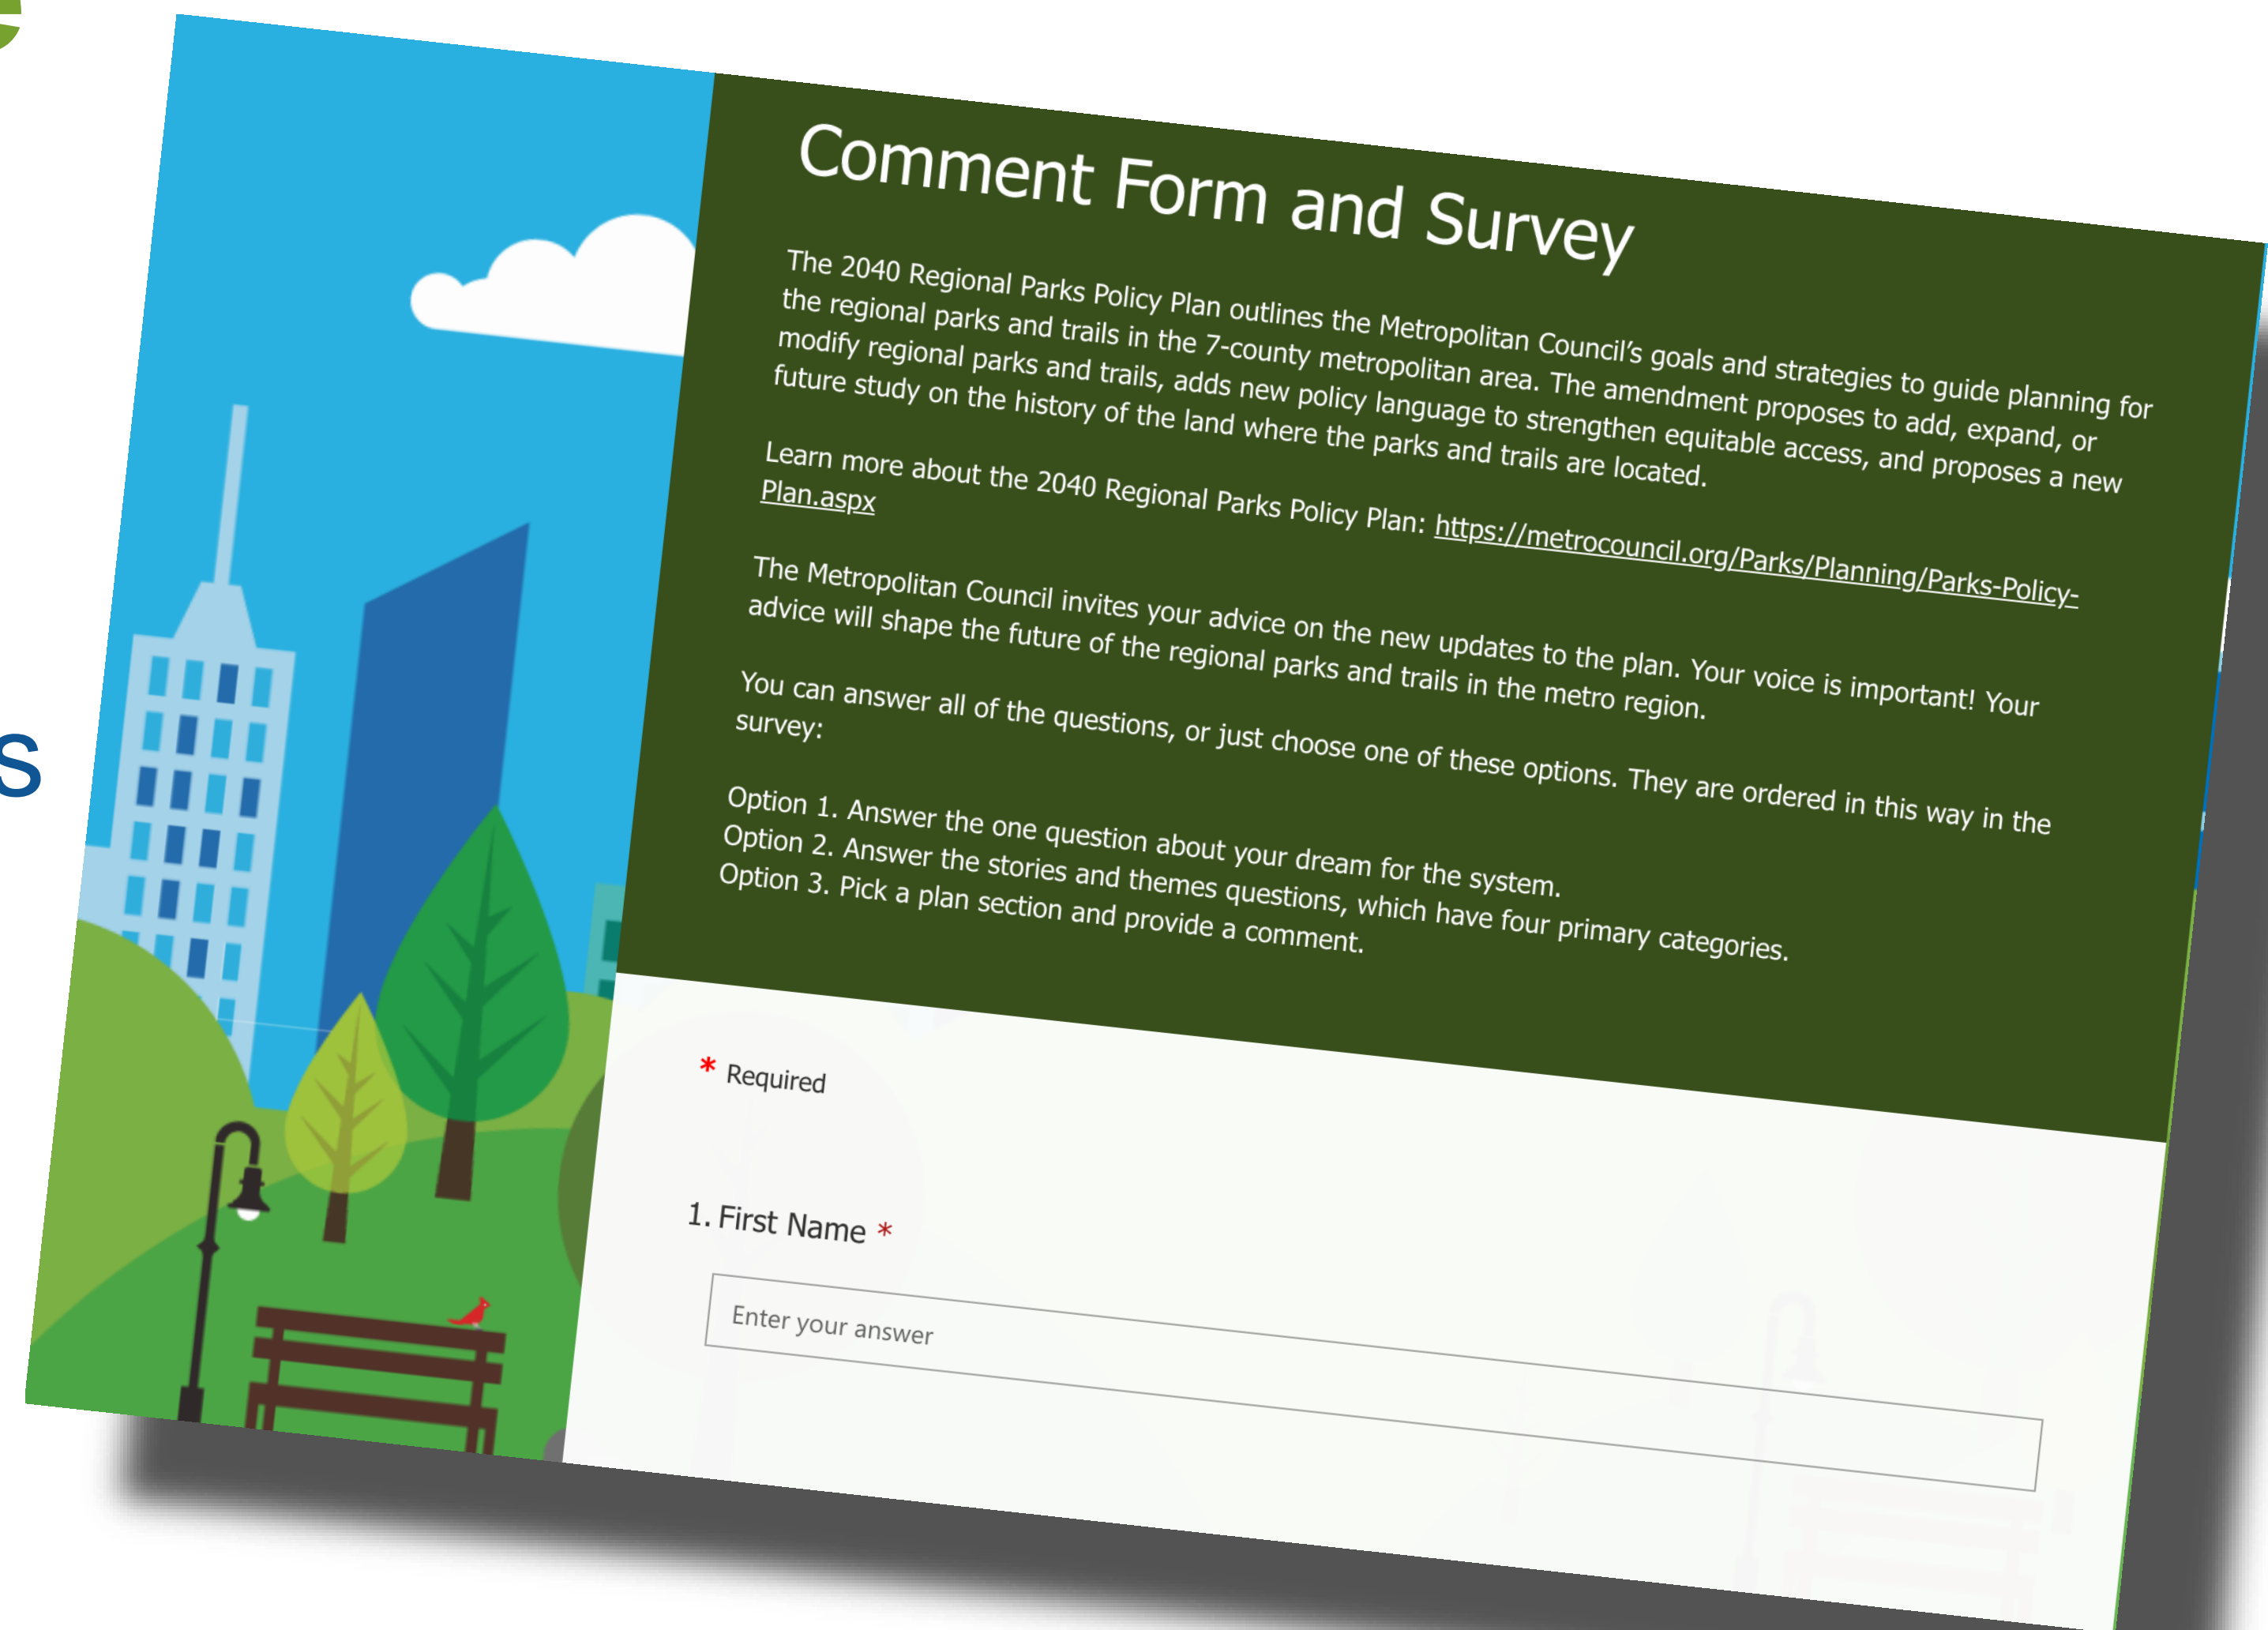 e
s
Comment Form and Survey
The 2040 Regional Parks Policy Plan outlines the Metropolitan Council's goals and strategies to guide planning for
the regional parks and trails in the 7-county metropolitan area. The amendment proposes to add, expand, or
modify regional parks and trails, adds new policy language to strengthen equitable access, and proposes a new
future study on the history of the land where the parks and trails are located.
Learn more about the 2040 Regional Parks Policy Plan: https://metrocouncil.org/Parks/Planning/Parks-Policy-
Plan.aspx
The Metropolitan Council invites your advice on the new updates to the plan. Your voice is important! Your
advice will shape the future of the regional parks and trails in the metro region.
You can answer all of the questions, or just choose one of these options. They are ordered in this way in the
survey:
Option 1. Answer the one question about your dream for the system.
Option 2. Answer the stories and themes questions, which have four primary categories.
Option 3. Pick a plan section and provide a comment.
* Required
1. First Name *
Enter your answer